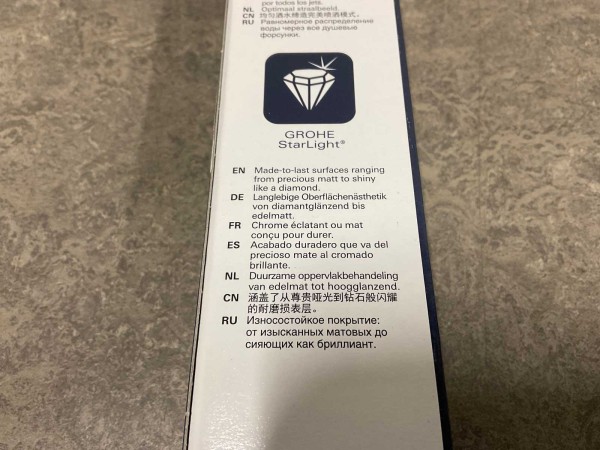 por todos los jets.
NL Optimaal straalbeeld.
CN 均匀洒水缔造完美喷洒模式。
RU Равномерное распределение
воды через все душевые
форсунки.
GROHE
StarLight®
EN Made-to-last surfaces ranging
from precious matt to shiny
like a diamond.
DE Langlebige Oberflächenästhetik
von diamantglänzend bis
edelmatt.
FR Chrome éclatant ou mat
conçu pour durer.
ES Acabado duradero que va del
precioso mate al cromado
brillante.
NL Duurzame oppervlakbehandeling
van edelmat tot hoogglanzend.
CN 涵盖了从尊贵哑光到钻石般闪耀
的耐磨损表层。
RU Износостойкое покрытие:
от изысканных матовых до
сияющих как бриллиант.